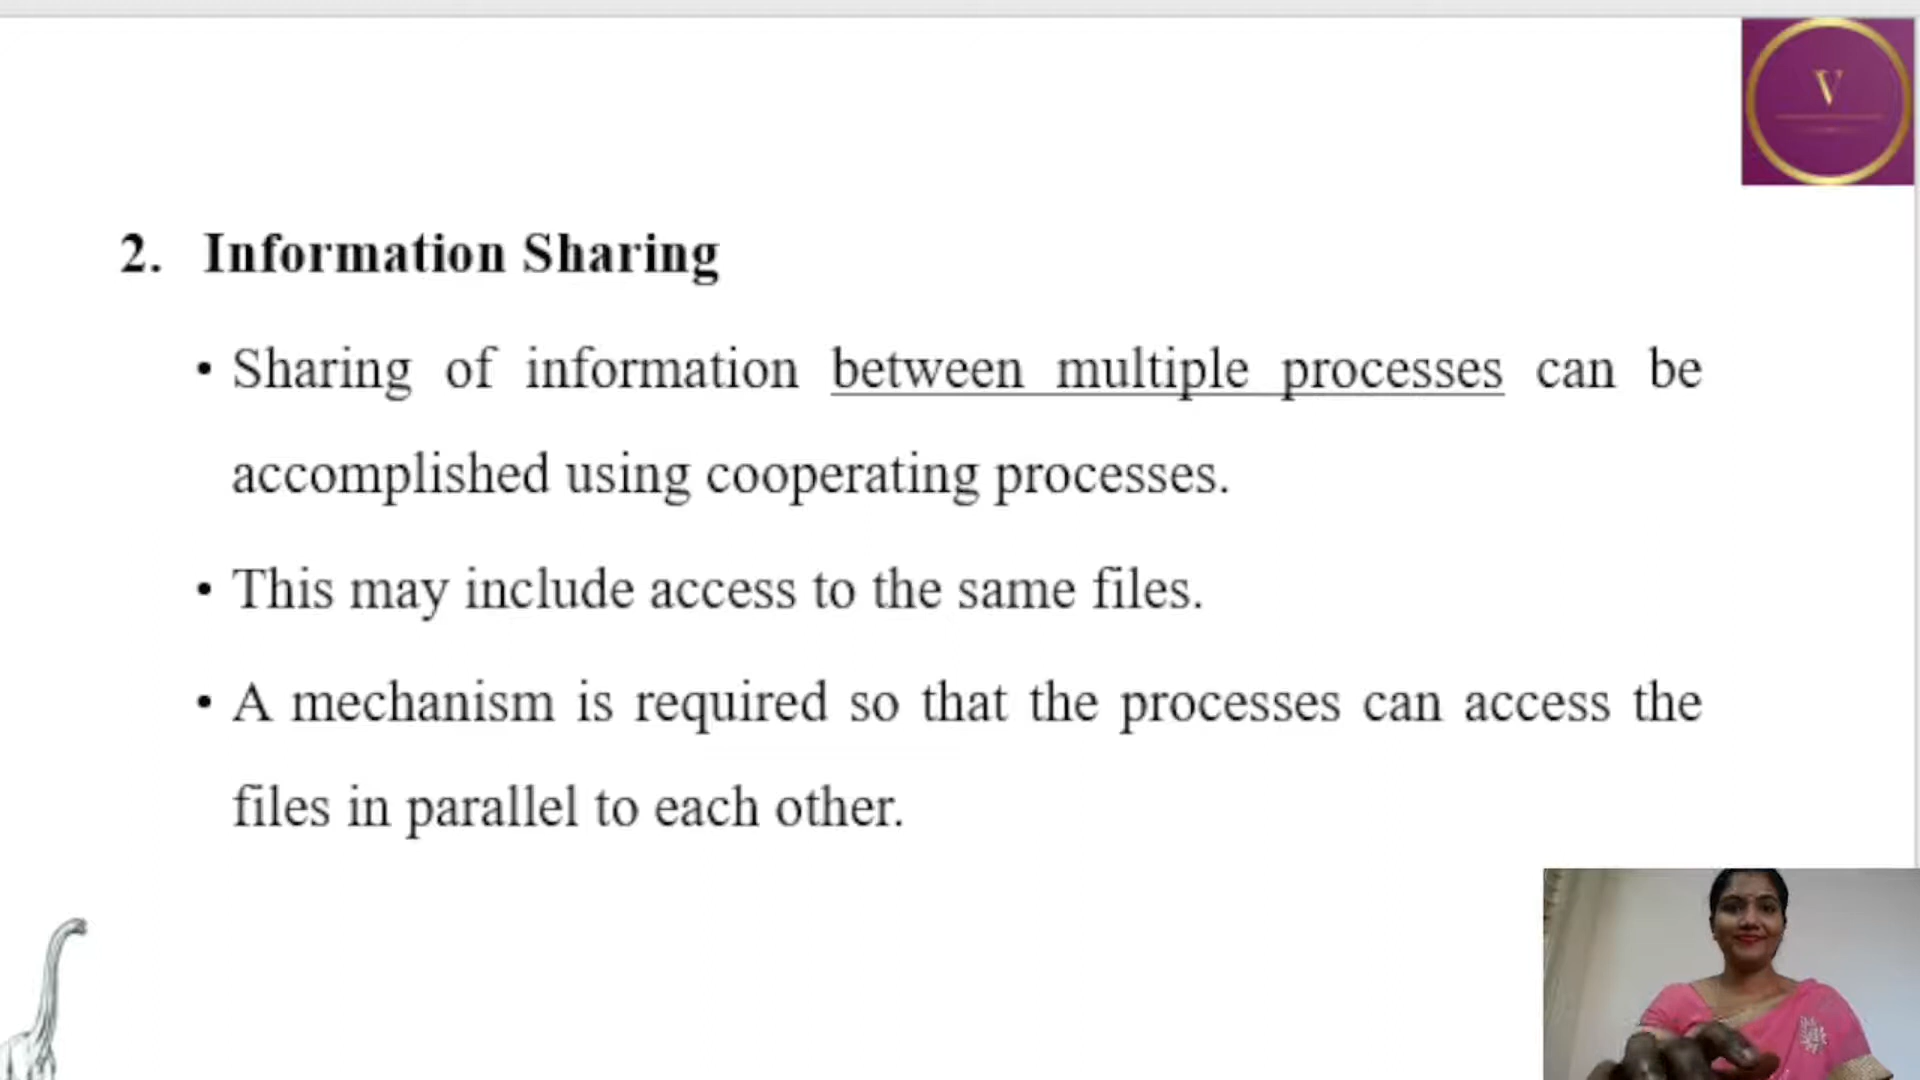 V
2. Information Sharing
• Sharing of information between multiple processes can be
accomplished using cooperating processes.
• This may include access to the same files.
• A mechanism is required so that the processes can access the
files in parallel to each other.